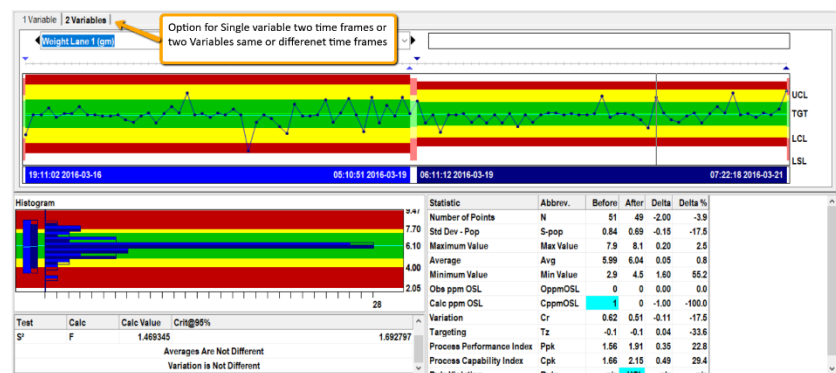 1 Variable 2 Variables
Option for Single variable two time frames or
two Variables same or differenet time frames
Weight Lane 1 (gm)
UCL
TGT
LCL
LSL
19:11:02 2016-03-16 05:10:51 2016-03-19 06:11:12 2016-03-19 07:22:18 2016-03-21
Histogram
9.47
7.70
6.10
4.00
2.05
28
Test Calc Calc Value Crit@95%
S² F 1.469345 1.692797
Averages Are Not Different
Variation is Not Different
Statistic Abbrev. Before After Delta Delta %
Number of Points N 51 49 -2.00 -3.9
Std Dev - Pop S-pop 0.84 0.69 -0.15 -17.5
Maximum Value Max Value 7.9 8.1 0.20 2.5
Average Avg 5.99 6.04 0.05 0.8
Minimum Value Min Value 2.9 4.5 1.60 55.2
Obs ppm OSL OppmOSL 0 0 0.00 0.0
Calc ppm OSL CppmOSL 1 0 -1.00 -100.0
Variation Cr 0.62 0.51 -0.11 -17.5
Targeting Tz -0.1 -0.1 0.04 -33.6
Process Performance Index Ppk 1.56 1.91 0.35 22.8
Process Capability Index Cpk 1.66 2.15 0.49 29.4